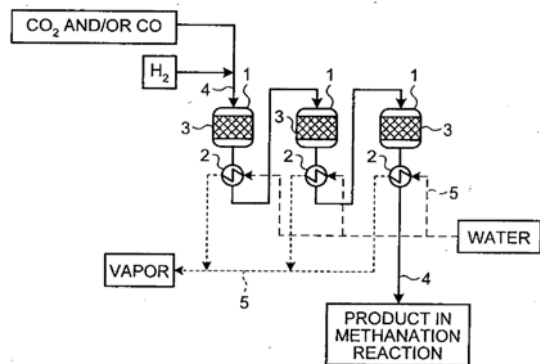 CO₂ AND/OR CO
H₂
4
1
1
1
3
3
3
2
2
2
5
WATER
VAPOR
5
4
PRODUCT IN
METHANATION
REACTION